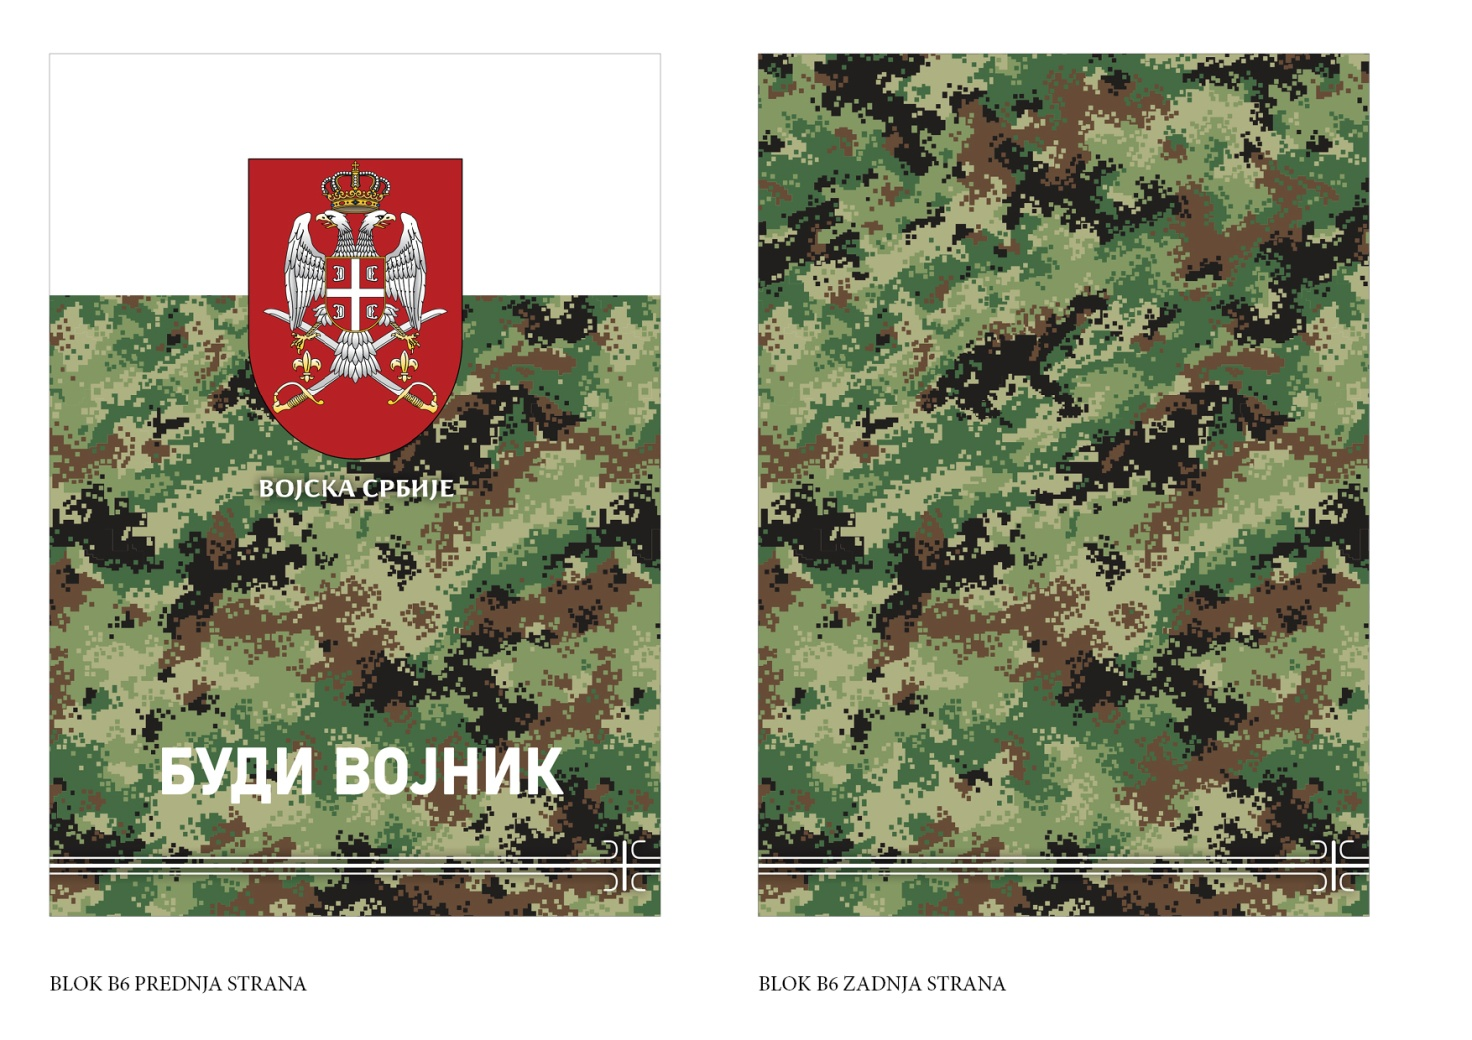 ВОЈСКА СРБИЈЕ
БУДИ ВОЈНИК
BLOK B6 PREDNJA STRANA
BLOK B6 ZADNJA STRANA